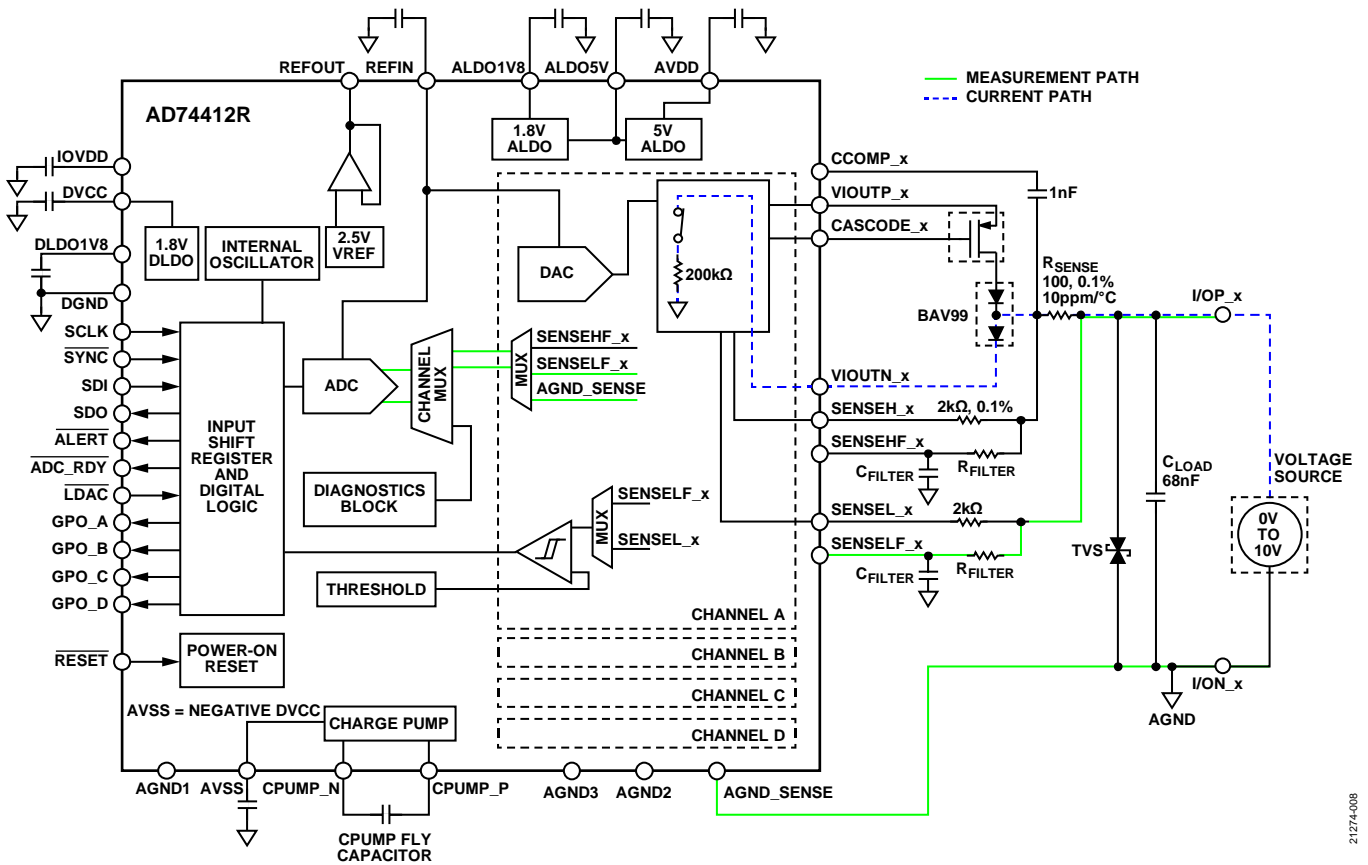 REFOUT
REFIN
ALDO1V8
ALDO5V
AVDD
MEASUREMENT PATH
CURRENT PATH
AD74412R
1.8V
ALDO
5V
ALDO
IOVDD
DVCC
DLDO1V8
DGND
1.8V
DLDO
INTERNAL
OSCILLATOR
2.5V
VREF
CCOMP_x
VIOUTP_x
CASCODE_x
1nF
DAC
200kΩ
RSENSE
100, 0.1%
10ppm/°C
BAV99
I/OP_x
SCLK
SYNC
SDI
SDO
ALERT
ADC_RDY
LDAC
GPO_A
GPO_B
GPO_C
GPO_D
RESET
INPUT
SHIFT
REGISTER
AND
DIGITAL
LOGIC
ADC
CHANNEL
MUX
MUX
SENSEHF_x
SENSELF_x
AGND_SENSE
VIOUTN_x
SENSEH_x
2kΩ, 0.1%
SENSEHF_x
CFILTER
RFILTER
SENSEL_x
2kΩ
SENSELF_x
CFILTER
RFILTER
DIAGNOSTICS
BLOCK
MUX
SENSELF_x
SENSEL_x
THRESHOLD
TVS
CLOAD
68nF
VOLTAGE
SOURCE
0V
TO
10V
CHANNEL A
CHANNEL B
CHANNEL C
CHANNEL D
POWER-ON
RESET
AVSS = NEGATIVE DVCC
CHARGE PUMP
I/ON_x
AGND
AGND1
AVSS
CPUMP_N
CPUMP_P
AGND3
AGND2
AGND_SENSE
CPUMP FLY
CAPACITOR
21274-008